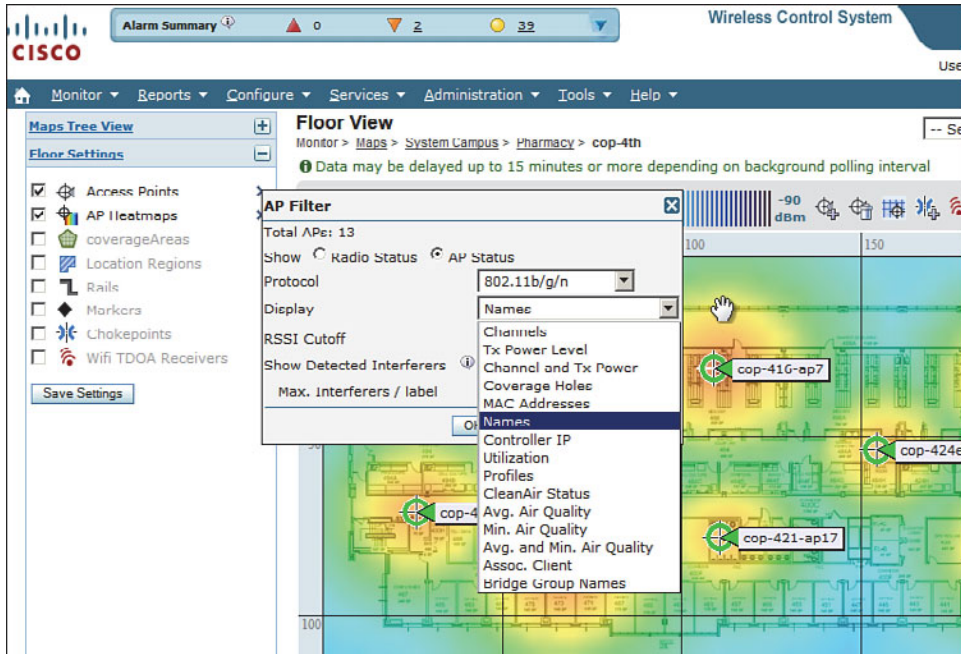 CISCO
Alarm Summary 0 2 39
Wireless Control System
Use
Monitor Reports Configure Services Administration Tools Help
Maps Tree View
Floor Settings
Access Points
AP Heatmaps
coverageAreas
Location Regions
Rails
Markers
Chokepoints
Wifi TDOA Receivers
Save Settings
Floor View
Monitor > Maps > System Campus > Pharmacy > cop-4th
-- Se
Data may be delayed up to 15 minutes or more depending on background polling interval
-90
dBm
100
150
AP Filter
Total APs: 13
Show Radio Status AP Status
Protocol 802.11b/g/n
Display Names
RSSI Cutoff
Show Detected Interferers
Max. Interferers / label
Channels
Tx Power Level
Channel and Tx Power
Coverage Holes
MAC Addresses
Names
Controller IP
Utilization
Profiles
CleanAir Status
Avg. Air Quality
Min. Air Quality
Avg. and Min. Air Quality
Assoc. Client
Bridge Group Names
cop-416-ap7
cop-424e
cop-4
cop-421-ap17
100